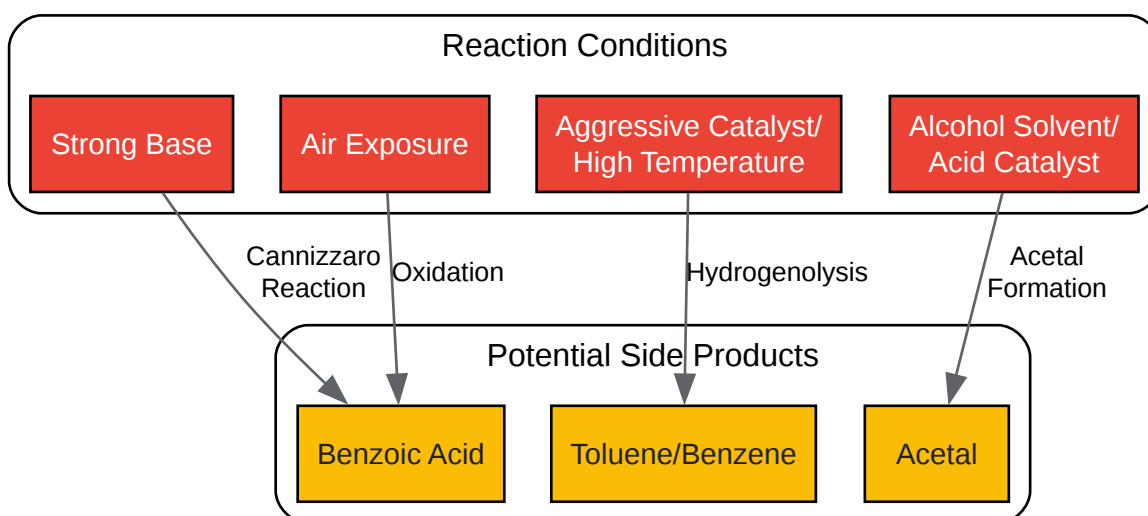 Reaction Conditions
Strong Base
Air Exposure
Aggressive Catalyst/
High Temperature
Alcohol Solvent/
Acid Catalyst
Cannizzaro
Reaction
Oxidation
Hydrogenolysis
Acetal
Formation
Potential Side Products
Benzoic Acid
Toluene/Benzene
Acetal